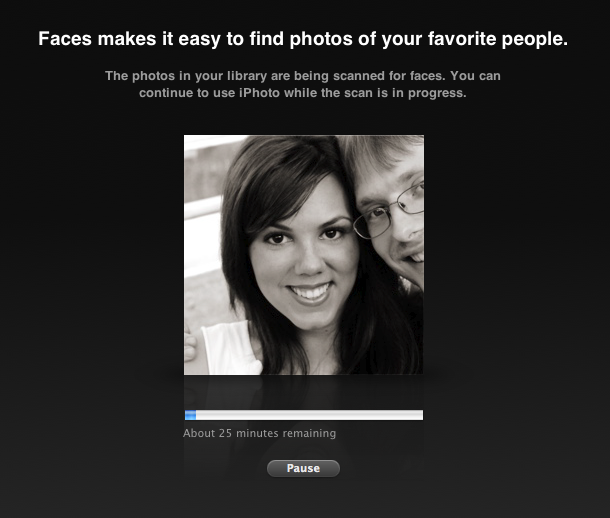 Faces makes it easy to find photos of your favorite people.
The photos in your library are being scanned for faces. You can
continue to use iPhoto while the scan is in progress.
About 25 minutes remaining
Pause